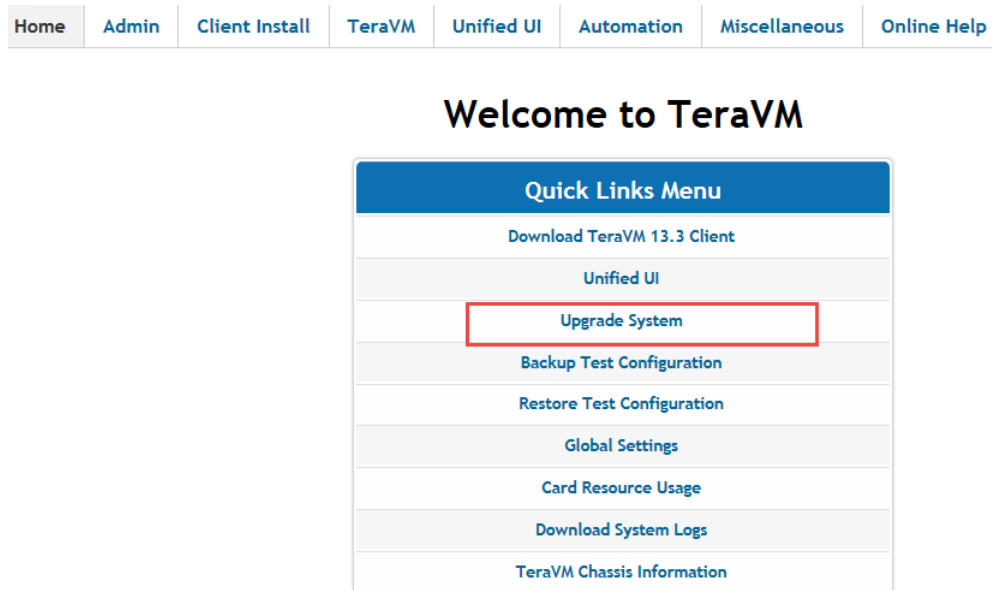 Home Admin Client Install TeraVM Unified UI Automation Miscellaneous Online Help
Welcome to TeraVM
Quick Links Menu
Download TeraVM 13.3 Client
Unified UI
Upgrade System
Backup Test Configuration
Restore Test Configuration
Global Settings
Card Resource Usage
Download System Logs
TeraVM Chassis Information